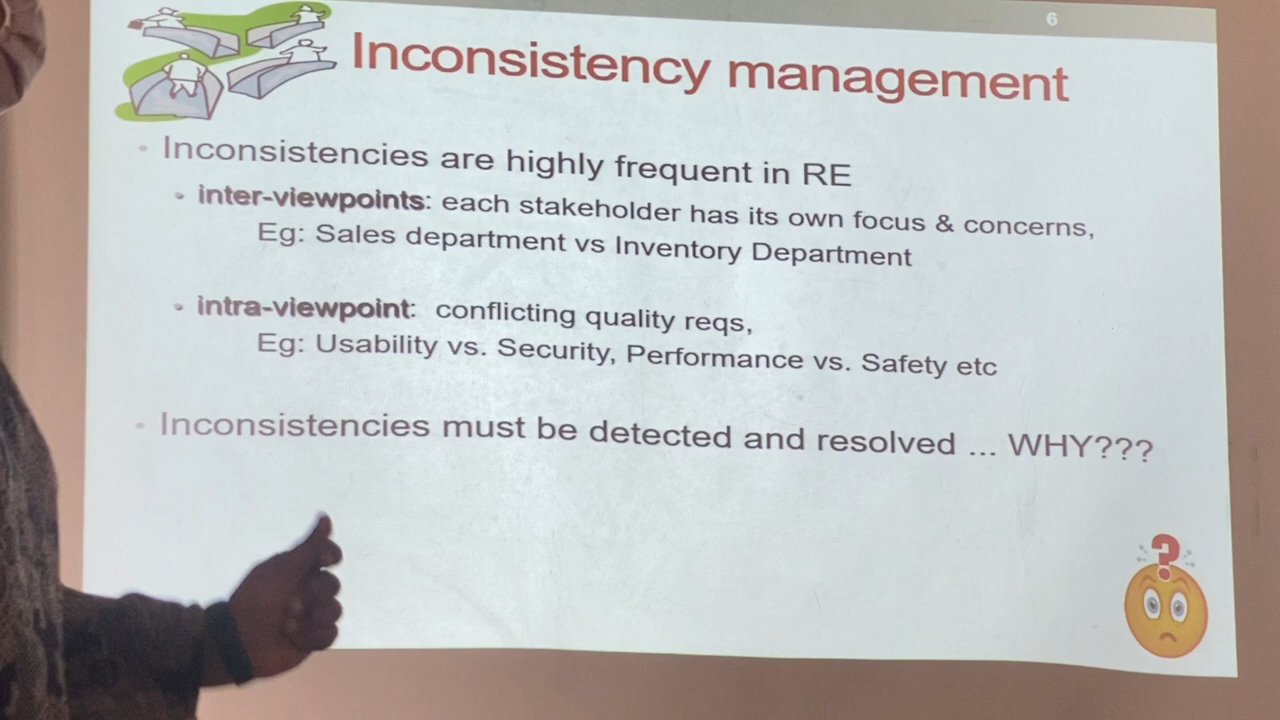 6
Inconsistency management
• Inconsistencies are highly frequent in RE
• inter-viewpoints: each stakeholder has its own focus & concerns,
Eg: Sales department vs Inventory Department
• intra-viewpoint: conflicting quality reqs,
Eg: Usability vs. Security, Performance vs. Safety etc
• Inconsistencies must be detected and resolved ... WHY???
?